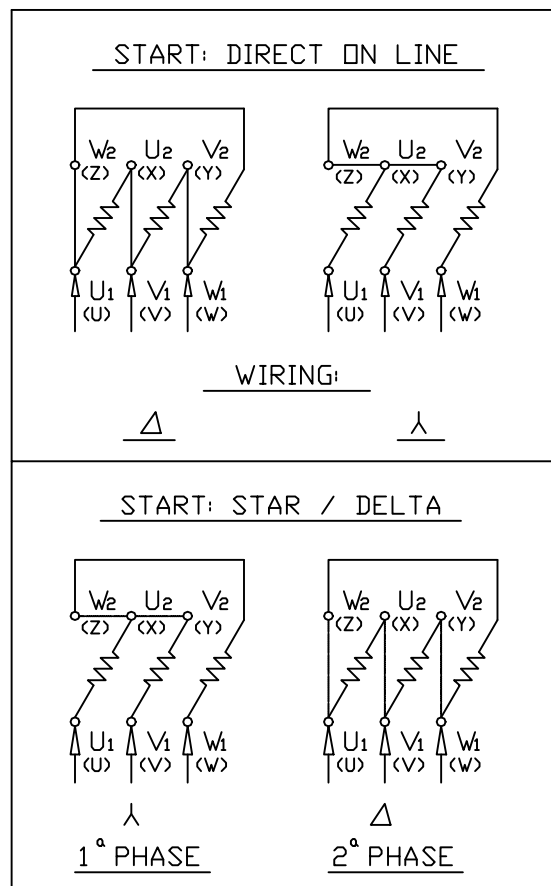 START: DIRECT ON LINE
W2 U2 V2 W2 U2 V2
(Z) (X) (Y) (Z) (X) (Y)
U1 V1 W1 U1 V1 W1
(U) (V) (W) (U) (V) (W)
WIRING:
Δ Y
START: STAR / DELTA
W2 U2 V2 W2 U2 V2
(Z) (X) (Y) (Z) (X) (Y)
U1 V1 W1 U1 V1 W1
(U) (V) (W) (U) (V) (W)
⅄ Δ
1ª PHASE 2ª PHASE